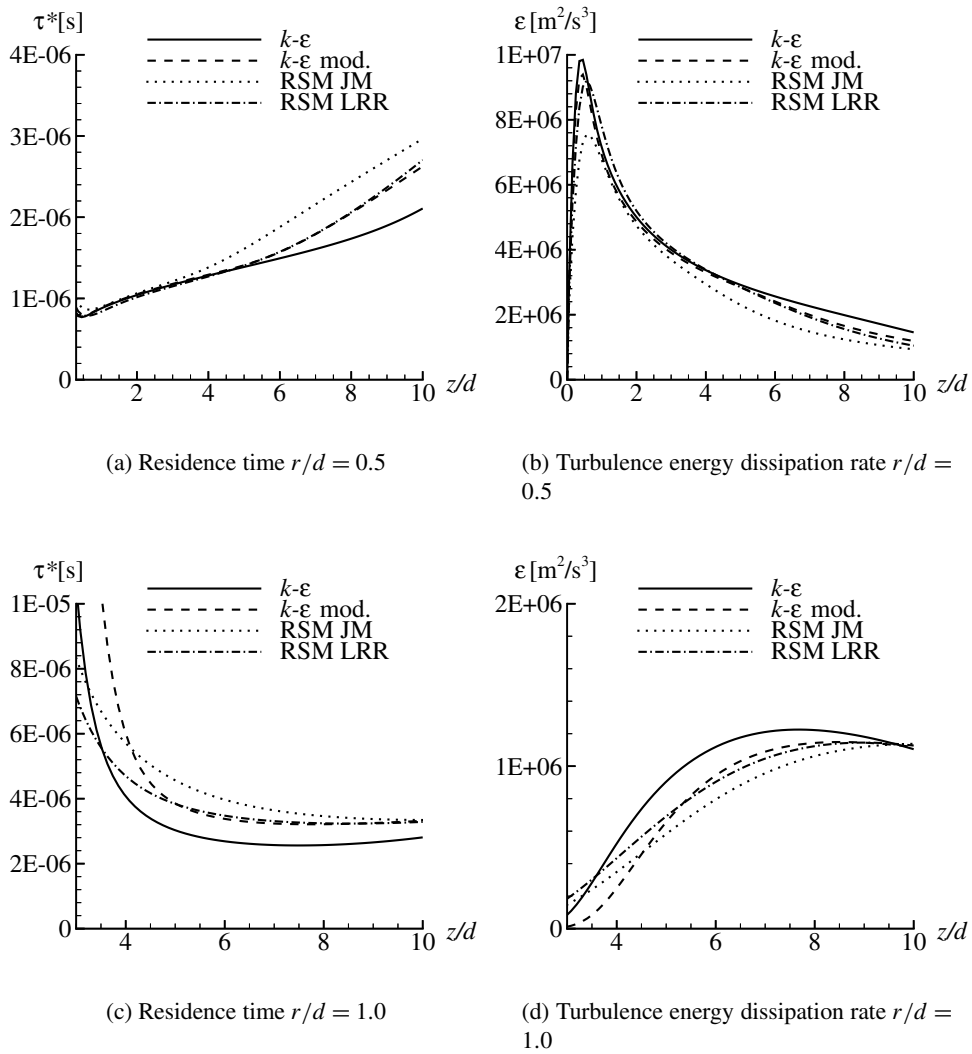 τ*[s]
k-ε
k-ε mod.
RSM JM
RSM LRR
4E-06
3E-06
2E-06
1E-06
0
2
4
6
8
10
z/d
(a) Residence time r/d = 0.5
ε [m²/s³]
k-ε
k-ε mod.
RSM JM
RSM LRR
1E+07
8E+06
6E+06
4E+06
2E+06
0
0
2
4
6
8
10
z/d
(b) Turbulence energy dissipation rate r/d =
0.5
τ*[s]
k-ε
k-ε mod.
RSM JM
RSM LRR
1E-05
8E-06
6E-06
4E-06
2E-06
0
4
6
8
10
z/d
(c) Residence time r/d = 1.0
ε [m²/s³]
k-ε
k-ε mod.
RSM JM
RSM LRR
2E+06
1E+06
0
4
6
8
10
z/d
(d) Turbulence energy dissipation rate r/d =
1.0